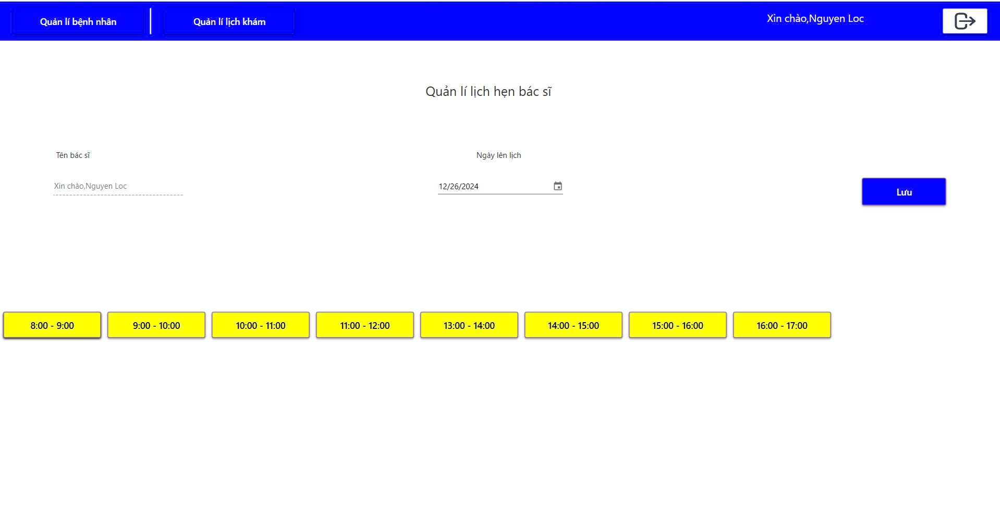 Quản lí bệnh nhân
Quản lí lịch khám
Xin chào,Nguyen Loc
Quản lí lịch hẹn bác sĩ
Tên bác sĩ
Ngày lên lịch
Xin chào,Nguyen Loc
12/26/2024
Lưu
8:00 - 9:00
9:00 - 10:00
10:00 - 11:00
11:00 - 12:00
13:00 - 14:00
14:00 - 15:00
15:00 - 16:00
16:00 - 17:00